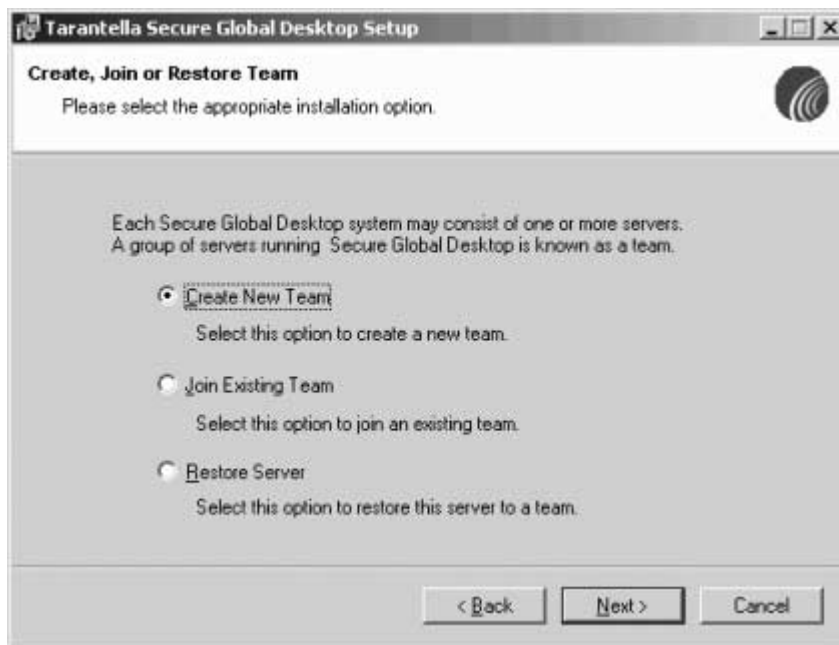 Tarantella Secure Global Desktop Setup
Create, Join or Restore Team
Please select the appropriate installation option.
Each Secure Global Desktop system may consist of one or more servers.
A group of servers running Secure Global Desktop is known as a team.
Create New Team
Select this option to create a new team.
Join Existing Team
Select this option to join an existing team.
Restore Server
Select this option to restore this server to a team.
< Back Next > Cancel